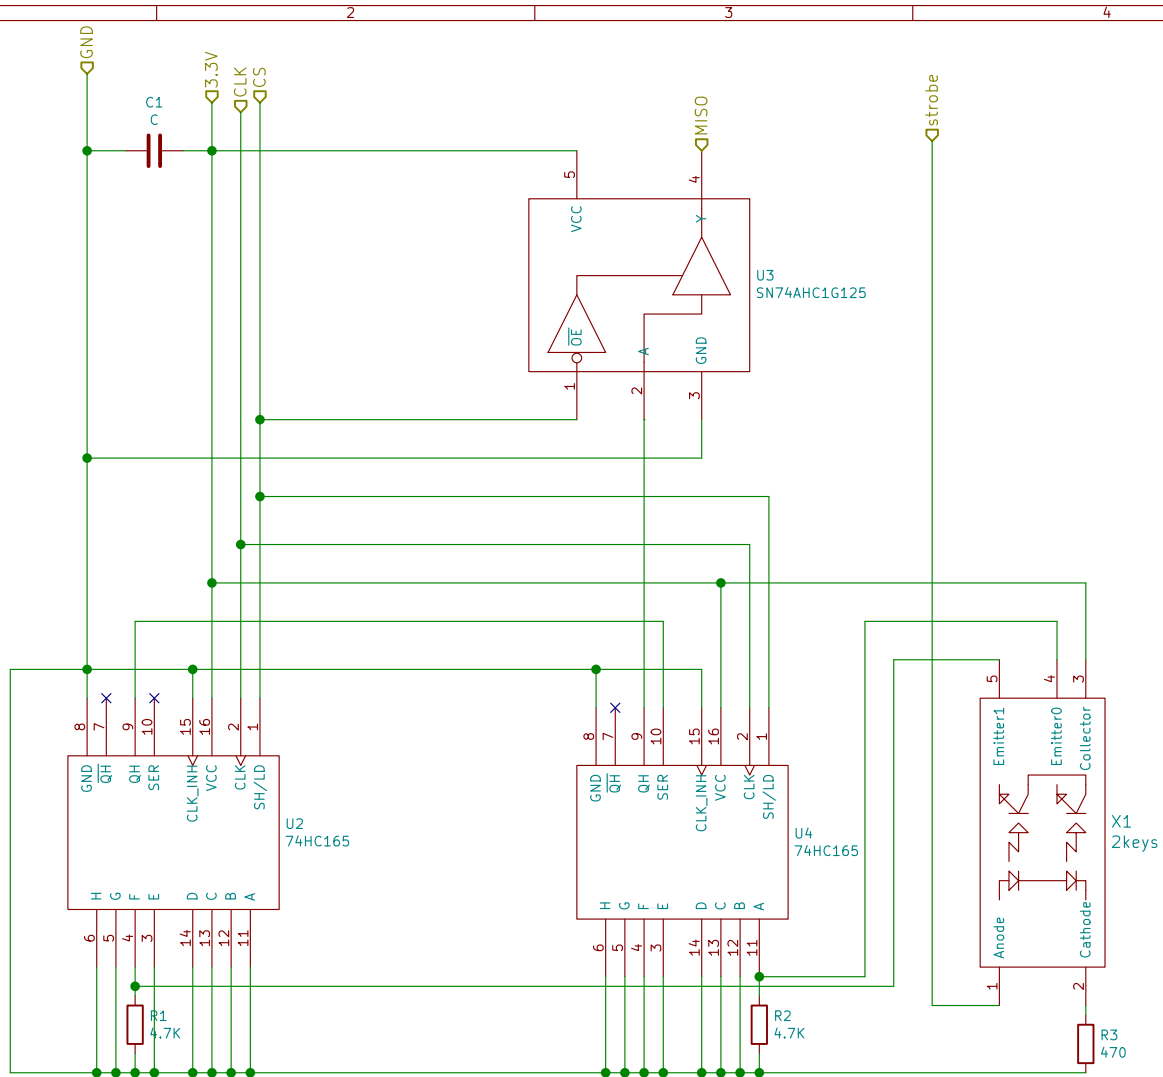 2
3
4
GND
3.3V
CLK
CS
strobe
MISO
C1
C
5
4
VCC
Y
U3
SN74AHC1G125
OE
A
GND
1
2
3
8
7
9
10
15
16
2
1
GND
QH
QH
SER
CLK_INH
VCC
CLK
SH/LD
U2
74HC165
H
G
F
E
D
C
B
A
6
5
4
3
14
13
12
11
R1
4.7K
8
7
9
10
15
16
2
1
GND
QH
QH
SER
CLK_INH
VCC
CLK
SH/LD
U4
74HC165
H
G
F
E
D
C
B
A
6
5
4
3
14
13
12
11
R2
4.7K
5
4
3
Emitter1
Emitter0
Collector
X1
2keys
Anode
Cathode
1
2
R3
470